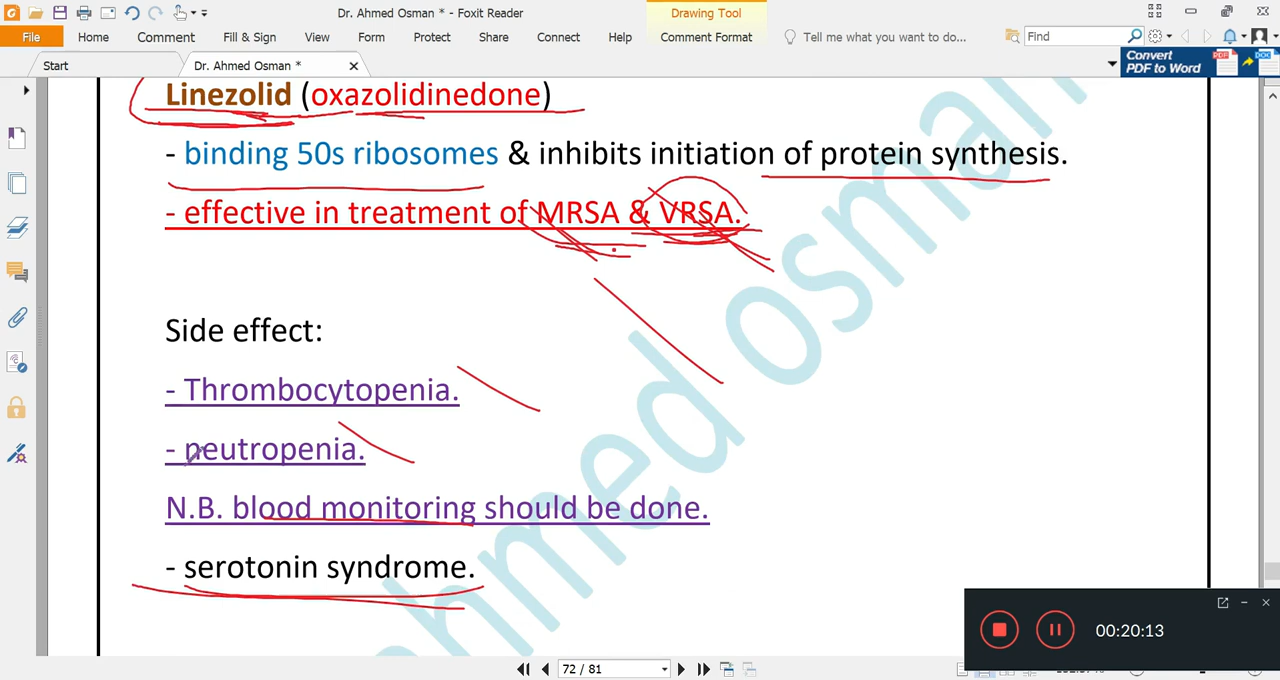 Dr. Ahmed Osman * - Foxit Reader
Drawing Tool
File Home Comment Fill & Sign View Form Protect Share Connect Help Comment Format Tell me what you want to do... Find
Start Dr. Ahmed Osman *
Convert
PDF to Word
Linezolid (oxazolidinedone)
- binding 50s ribosomes & inhibits initiation of protein synthesis.
- effective in treatment of MRSA & VRSA.
Side effect:
- Thrombocytopenia.
- neutropenia.
N.B. blood monitoring should be done.
- serotonin syndrome.
ahmed osman
00:20:13
72 / 81